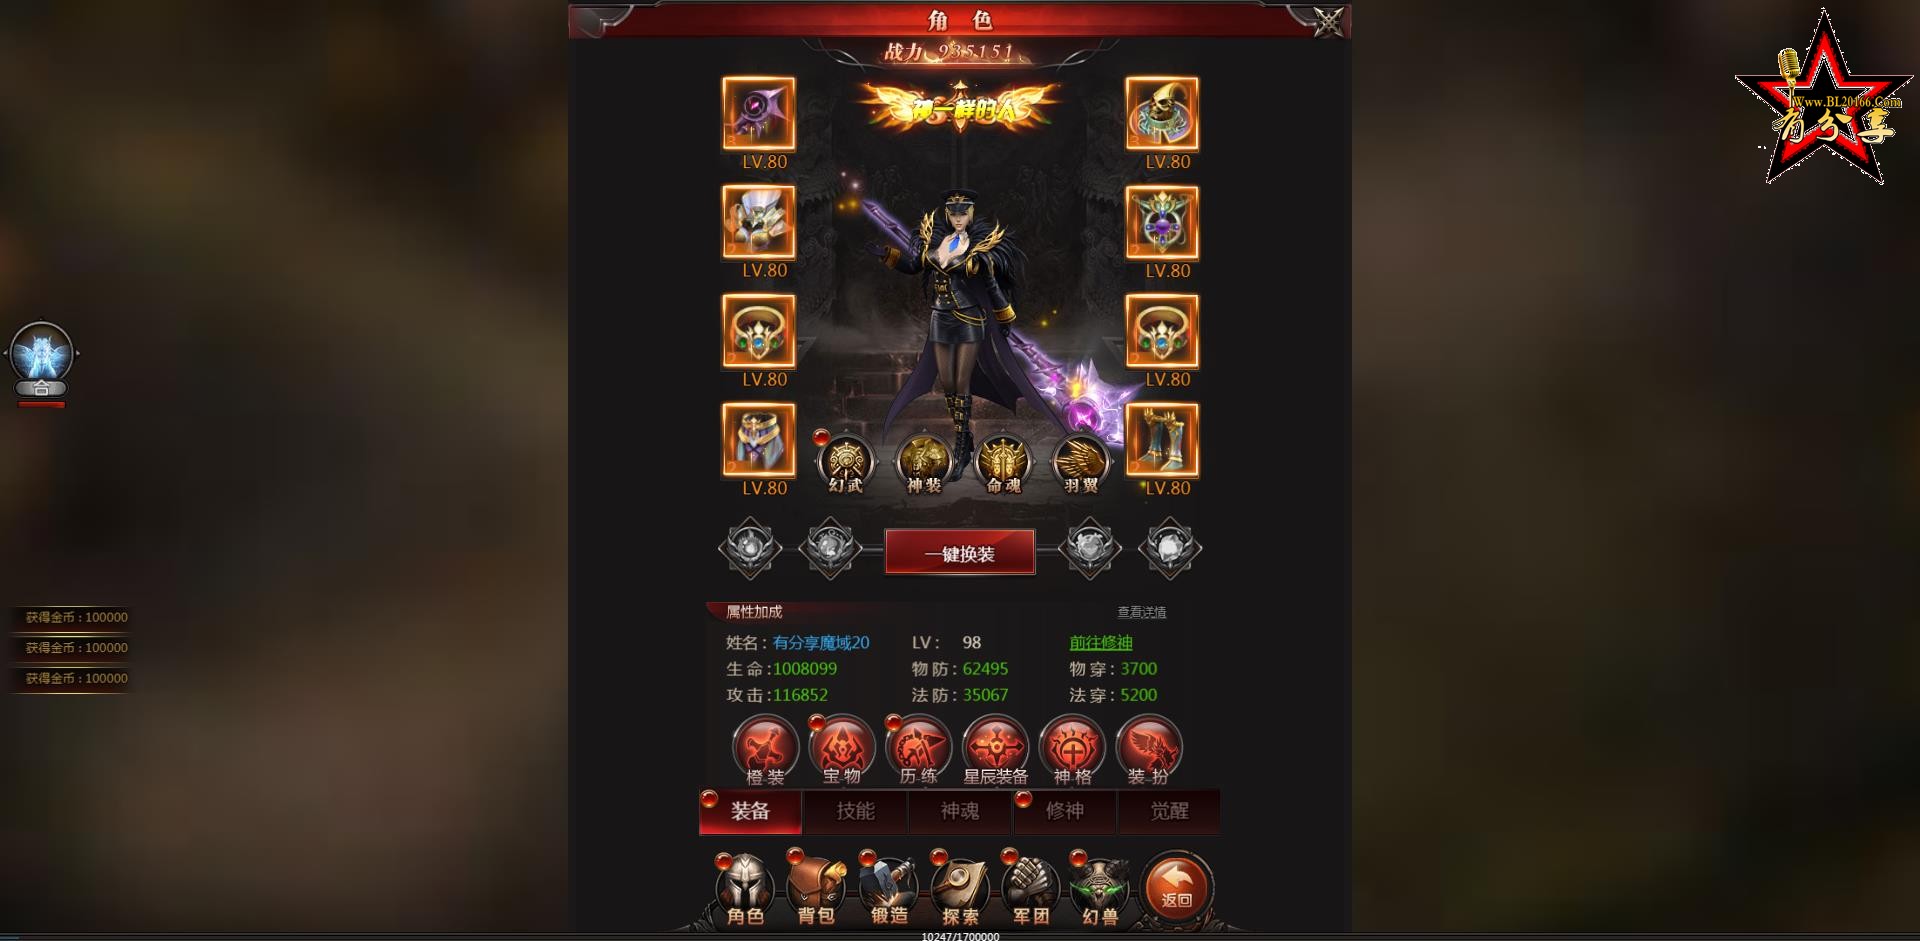 角 色
战力 935151
神一样的人
Www.BL20166.Com
有分享
LV.80
LV.80
LV.80
LV.80
LV.80
LV.80
LV.80
LV.80
幻武
神装
命魂
羽翼
一键换装
获得金币：100000
获得金币：100000
获得金币：100000
属性加成
查看详情
姓名：有分享魔域20 LV： 98 前往修神
生命：1008099 物防：62495 物穿：3700
攻击：116852 法防：35067 法穿：5200
橙装
宝物
历练
星辰装备
神格
装扮
装备
技能
神魂
修神
觉醒
角色
背包
锻造
探索
军团
幻兽
返回
10247/1700000